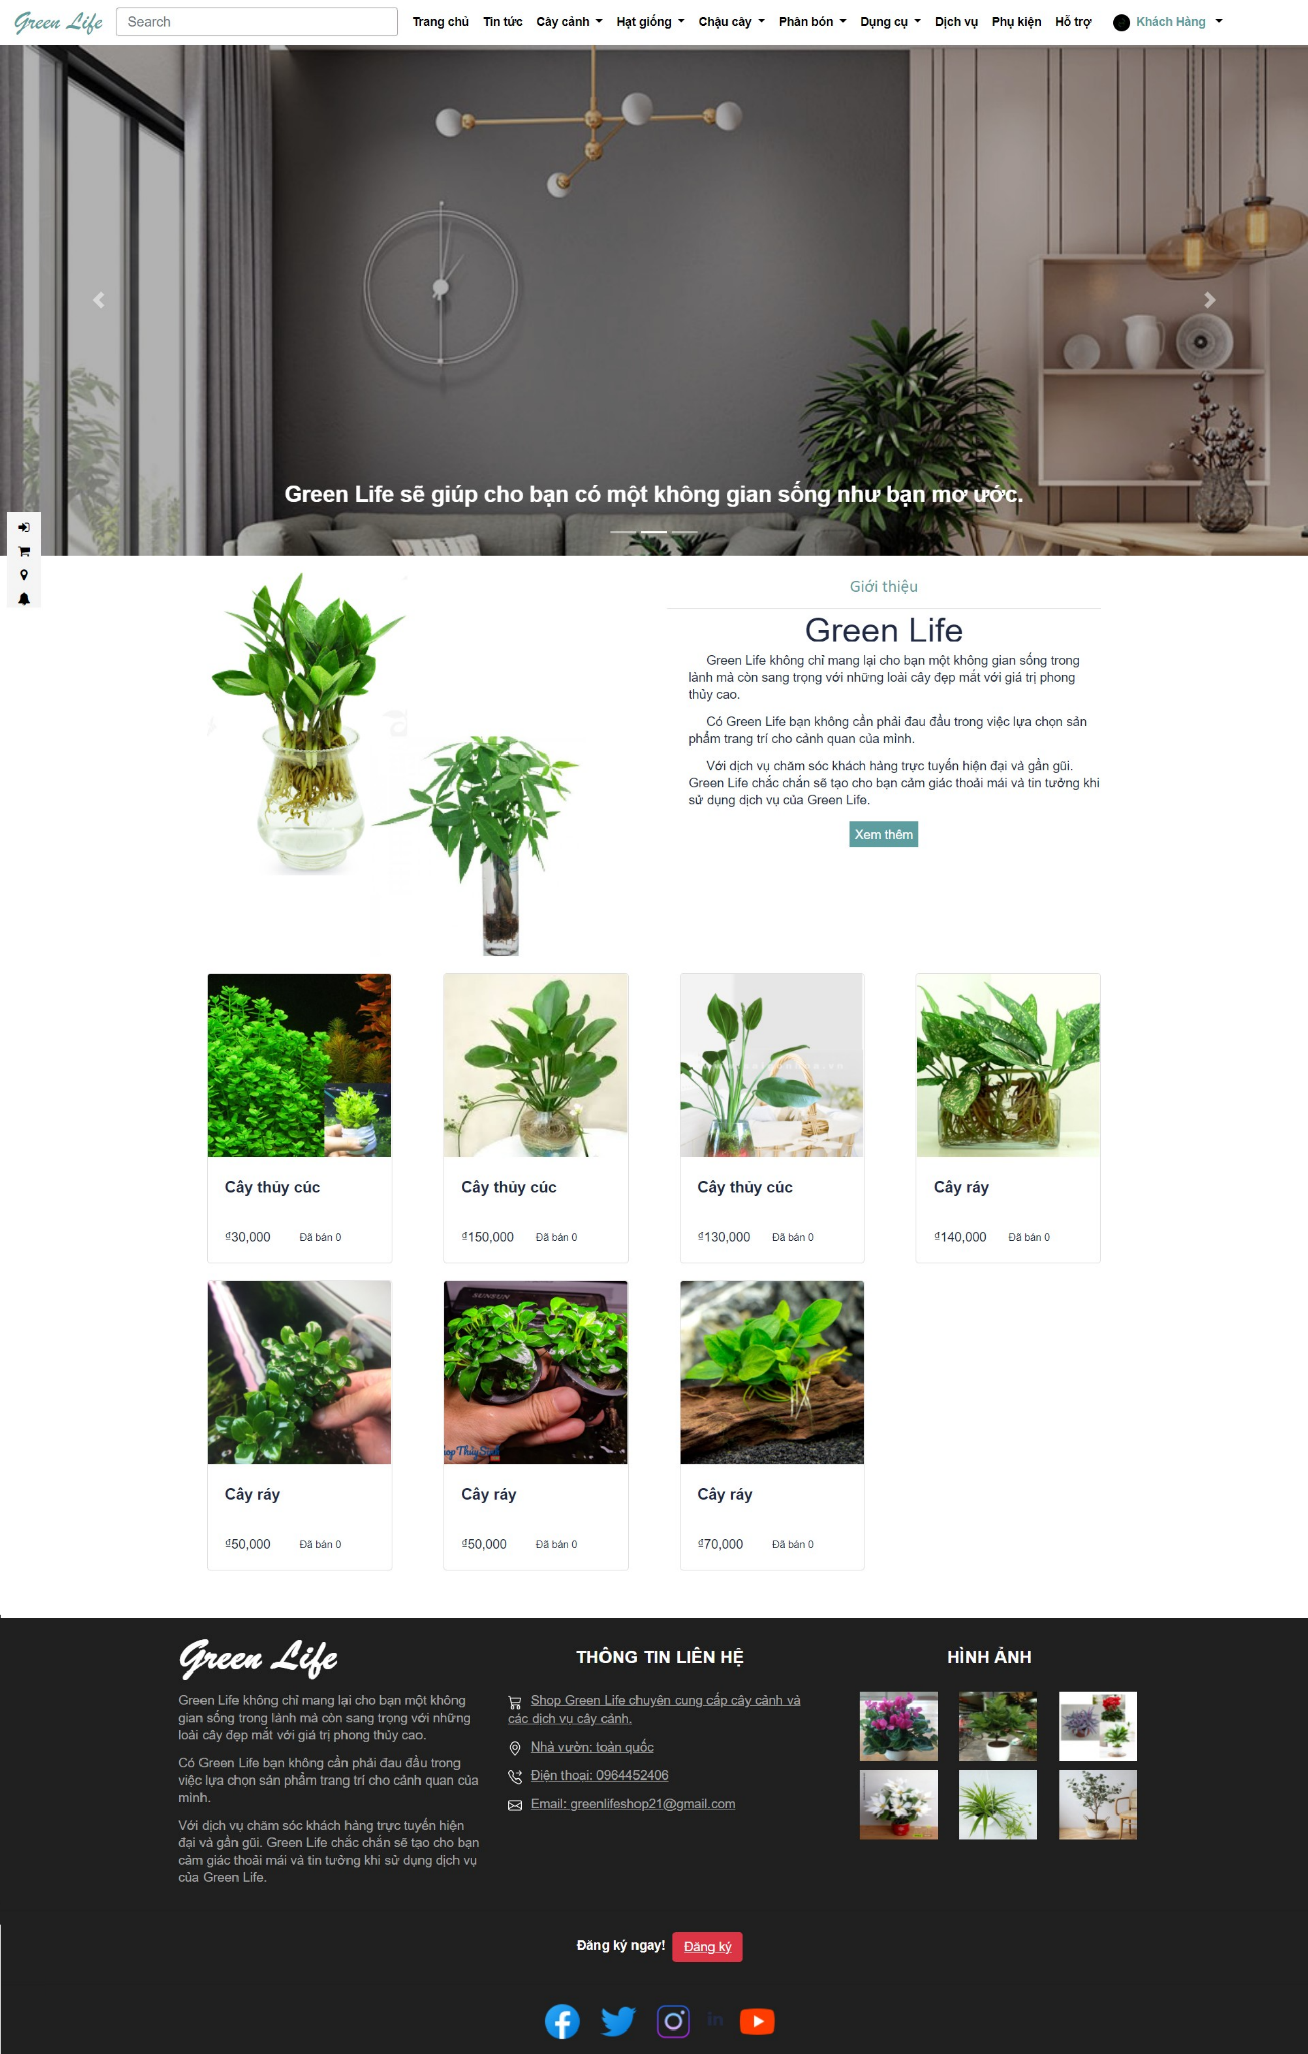 Green Life
Search
Trang chủ
Tin tức
Cây cảnh
Hạt giống
Chậu cây
Phân bón
Dụng cụ
Dịch vụ
Phụ kiện
Hỗ trợ
Khách Hàng
Green Life sẽ giúp cho bạn có một không gian sống như bạn mơ ước.
Giới thiệu
Green Life
Green Life không chỉ mang lại cho bạn một không gian sống trong
lành mà còn sang trọng với những loài cây đẹp mắt với giá trị phong
thủy cao.
Có Green Life bạn không cần phải đau đầu trong việc lựa chọn sản
phẩm trang trí cho cảnh quan của mình.
Với dịch vụ chăm sóc khách hàng trực tuyến hiện đại và gần gũi.
Green Life chắc chắn sẽ tạo cho bạn cảm giác thoải mái và tin tưởng khi
sử dụng dịch vụ của Green Life.
Xem thêm
Cây thủy cúc
₫30,000 Đã bán 0
Cây thủy cúc
₫150,000 Đã bán 0
Cây thủy cúc
₫130,000 Đã bán 0
Cây ráy
₫140,000 Đã bán 0
Cây ráy
₫50,000 Đã bán 0
SENSUN
Cây ráy
₫50,000 Đã bán 0
Cây ráy
₫70,000 Đã bán 0
Green Life
Green Life không chỉ mang lại cho bạn một không
gian sống trong lành mà còn sang trọng với những
loài cây đẹp mắt với giá trị phong thủy cao.
Có Green Life bạn không cần phải đau đầu trong
việc lựa chọn sản phẩm trang trí cho cảnh quan của
mình.
Với dịch vụ chăm sóc khách hàng trực tuyến hiện
đại và gần gũi. Green Life chắc chắn sẽ tạo cho bạn
cảm giác thoải mái và tin tưởng khi sử dụng dịch vụ
của Green Life.
THÔNG TIN LIÊN HỆ
Shop Green Life chuyên cung cấp cây cảnh và
các dịch vụ cây cảnh.
Nhà vườn: toàn quốc
Điện thoại: 0964452406
Email: greenlifeshop21@gmail.com
HÌNH ẢNH
Đăng ký ngay! Đăng ký
in